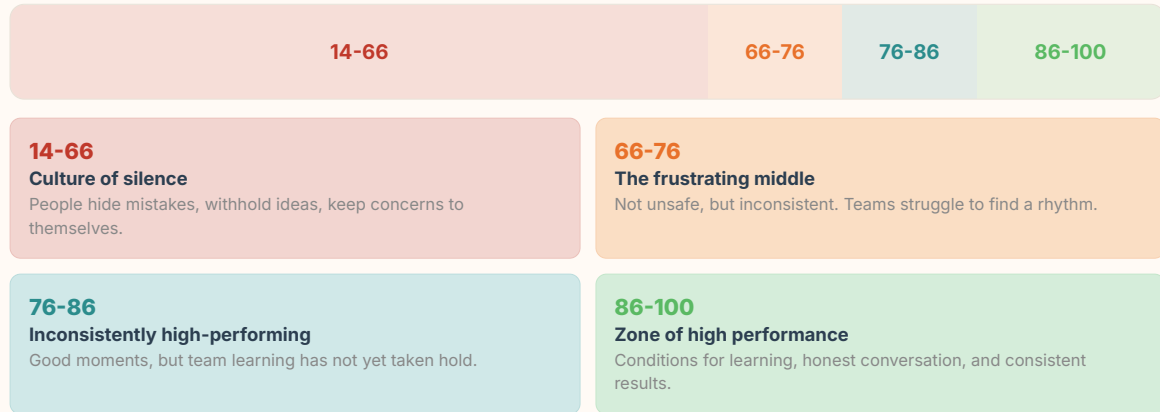 14-66
66-76
76-86
86-100
14-66
Culture of silence
People hide mistakes, withhold ideas, keep concerns to
themselves.
66-76
The frustrating middle
Not unsafe, but inconsistent. Teams struggle to find a rhythm.
76-86
Inconsistently high-performing
Good moments, but team learning has not yet taken hold.
86-100
Zone of high performance
Conditions for learning, honest conversation, and consistent
results.